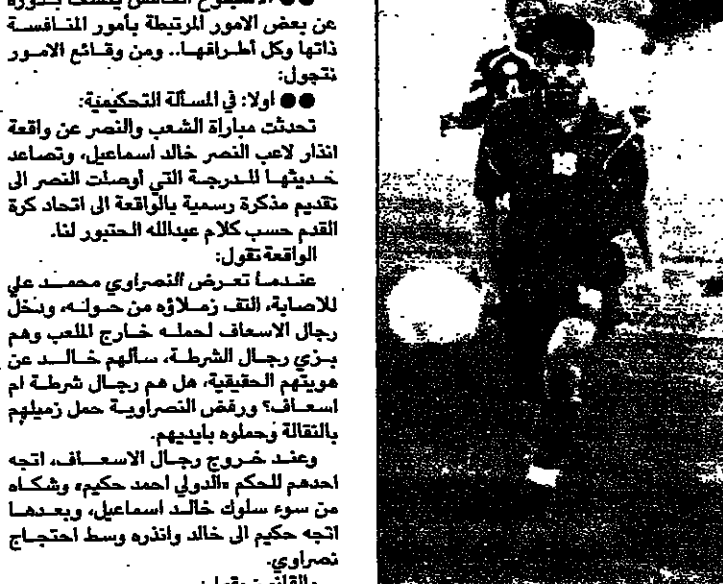 ●● الاسبوع الخامس يكشف بدوره
عن بعض الامور المرتبطة بأمور المنافسة
ذاتها وكل أطرافها.. ومن وقائع الامور
نتجول:
●● اولا: في المسألة التحكيمية:
تحدثت مباراة الشعب والنصر عن واقعة
انذار لاعب النصر خالد اسماعيل، وتصاعد
حديثها للدرجة التي أوصلت النصر الى
تقديم مذكرة رسمية بالواقعة الى اتحاد كرة
القدم حسب كلام عبدالله الحتبور لنا.
الواقعة تقول:
عندما تعرض النصراوي محمد علي
للاصابة، التف زملاؤه من حوله، ودخل
رجال الاسعاف لحمله خارج الملعب وهم
بزي رجال الشرطة، سألهم خالد عن
هويتهم الحقيقية، هل هم رجال شرطة ام
اسعاف؟ ورفض النصراوية حمل زميلهم
بالنقالة وحملوه بايديهم.
وعند خروج رجال الاسعاف، اتجه
احدهم للحكم «الدولي احمد حكيم» وشكاه
من سوء سلوك خالد اسماعيل، وبعدها
اتجه حكيم الى خالد وانذره وسط احتجاج
نصراوي.